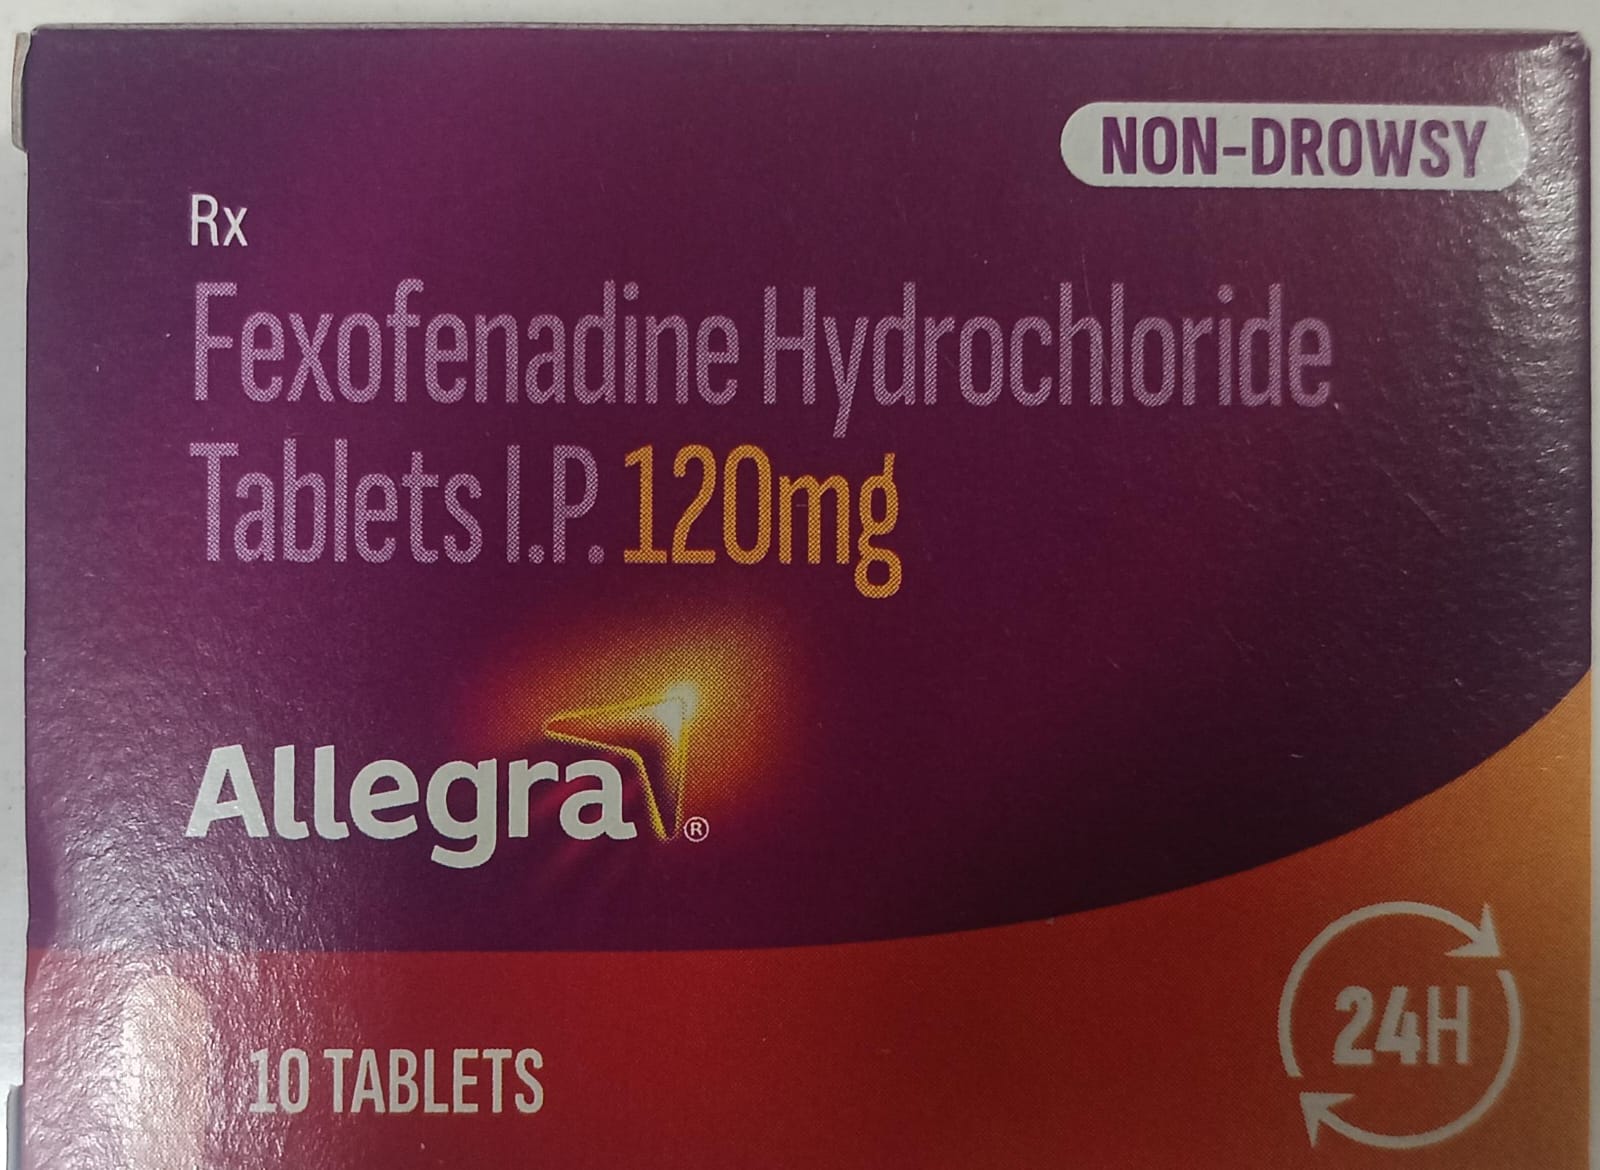 NON-DROWSY
Rx
Fexofenadine Hydrochloride
Tablets I.P. 120mg
Allegra®
10 TABLETS
24H